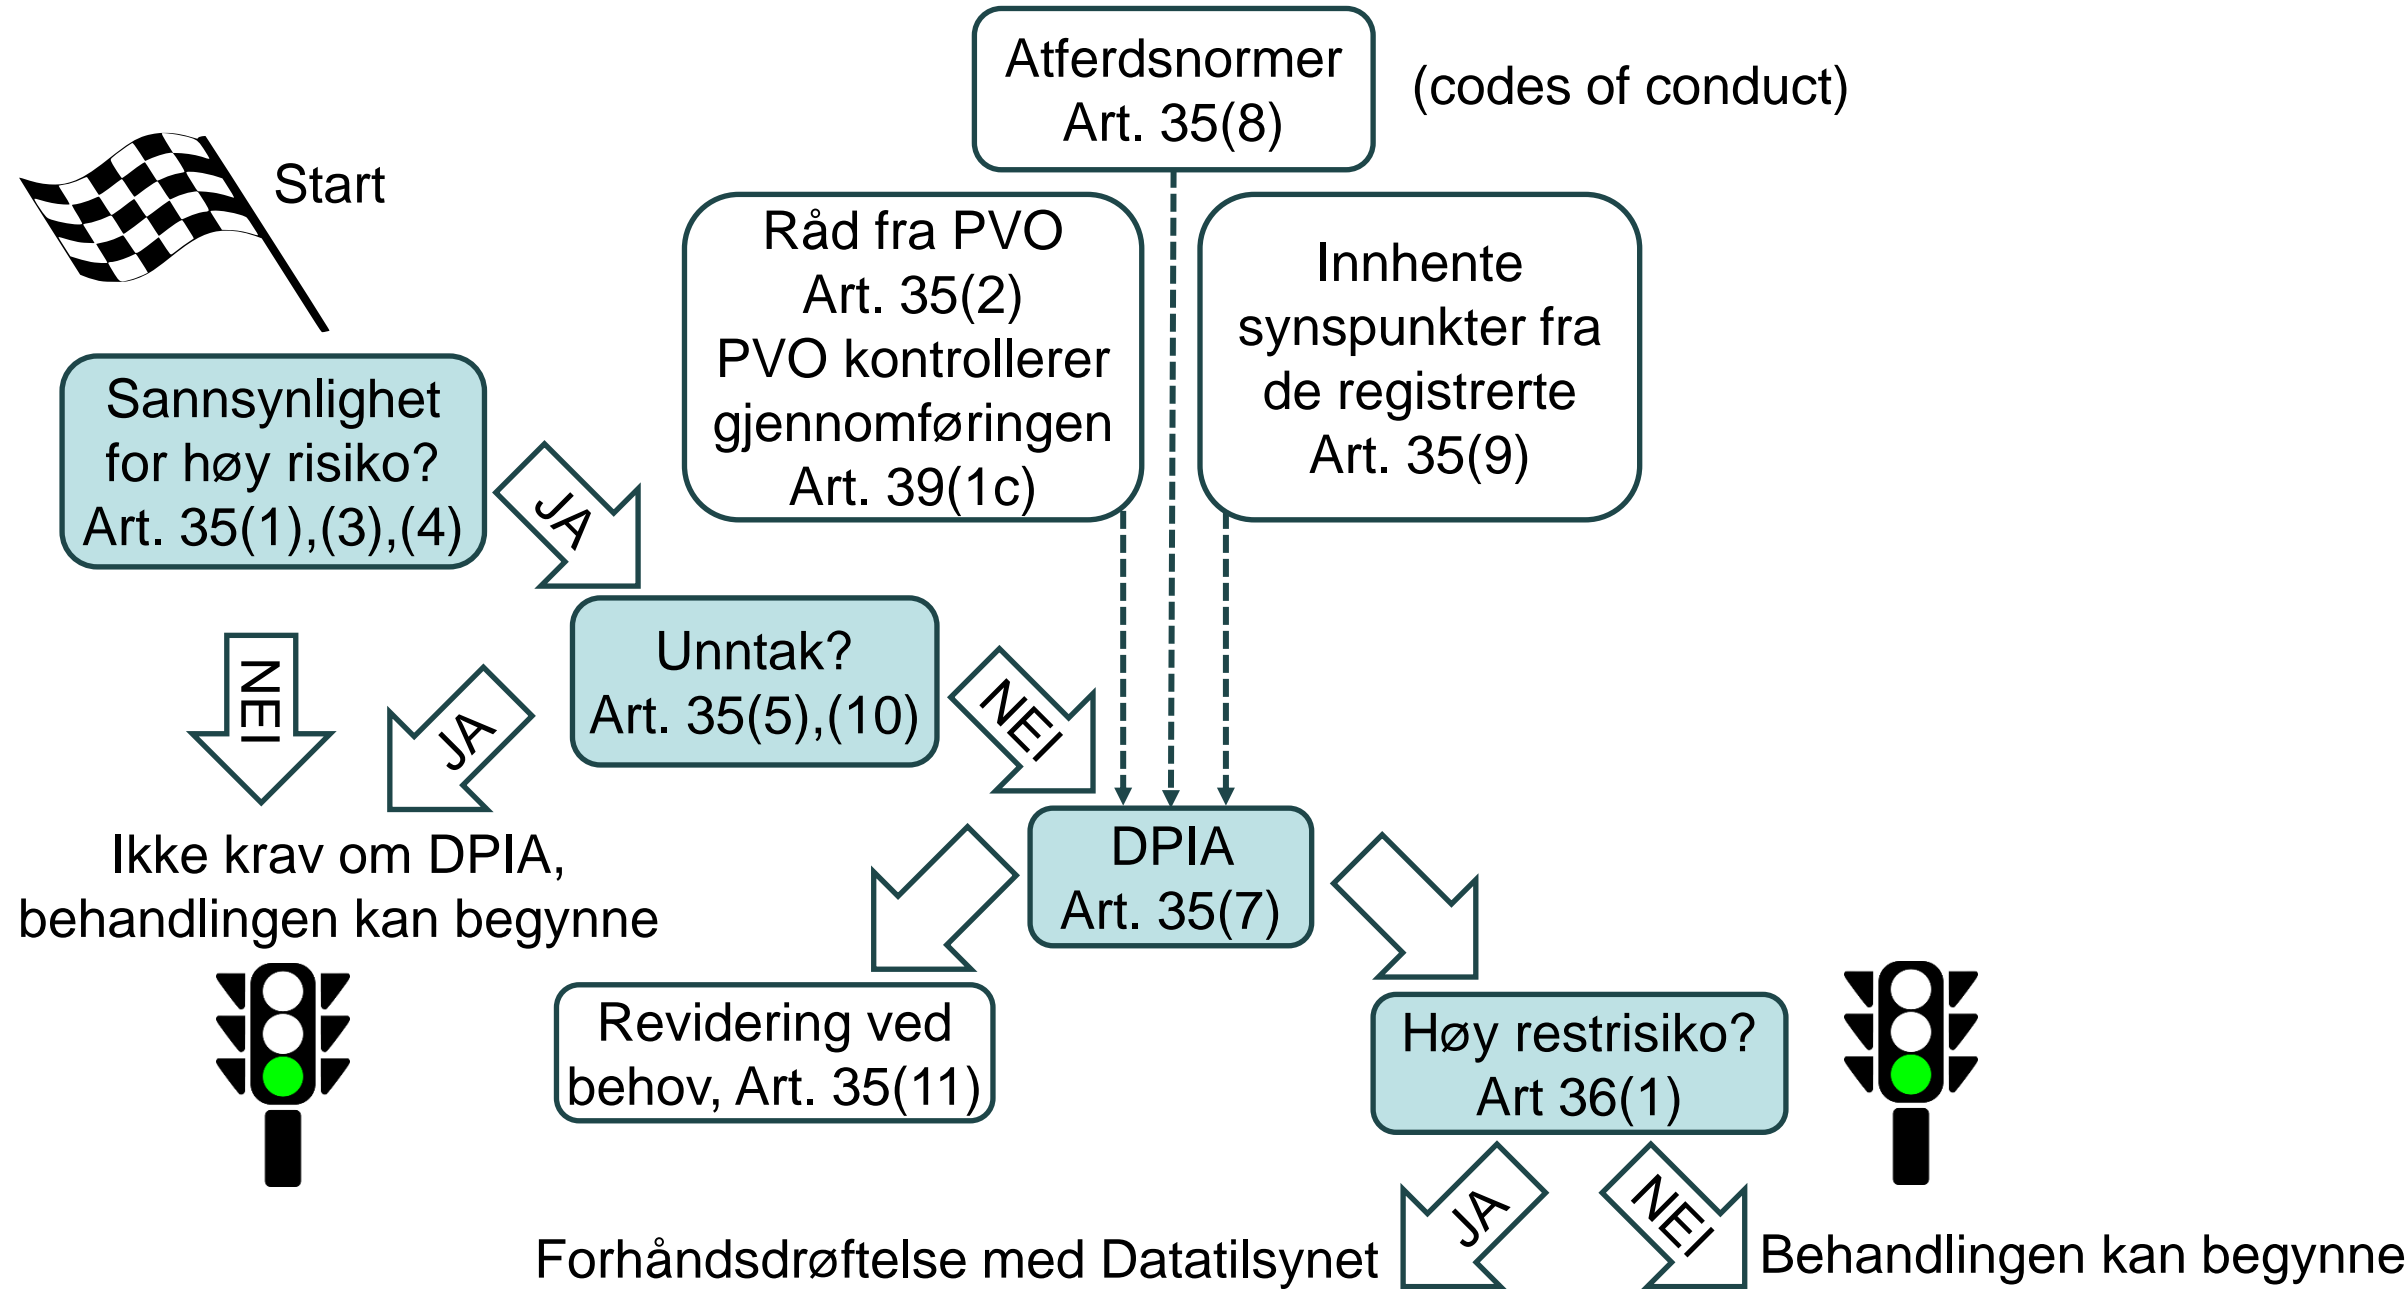 Atferdsnormer
Art. 35(8)
(codes of conduct)
Start
Råd fra PVO
Art. 35(2)
PVO kontrollerer
gjennomføringen
Art. 39(1c)
Innhente
synspunkter fra
de registrerte
Art. 35(9)
Sannsynlighet
for høy risiko?
Art. 35(1),(3),(4)
JA
NEI
Unntak?
Art. 35(5),(10)
JA
NEI
Ikke krav om DPIA,
behandlingen kan begynne
DPIA
Art. 35(7)
Revidering ved
behov, Art. 35(11)
Høy restrisiko?
Art 36(1)
JA
NEI
Forhåndsdrøftelse med Datatilsynet
Behandlingen kan begynne